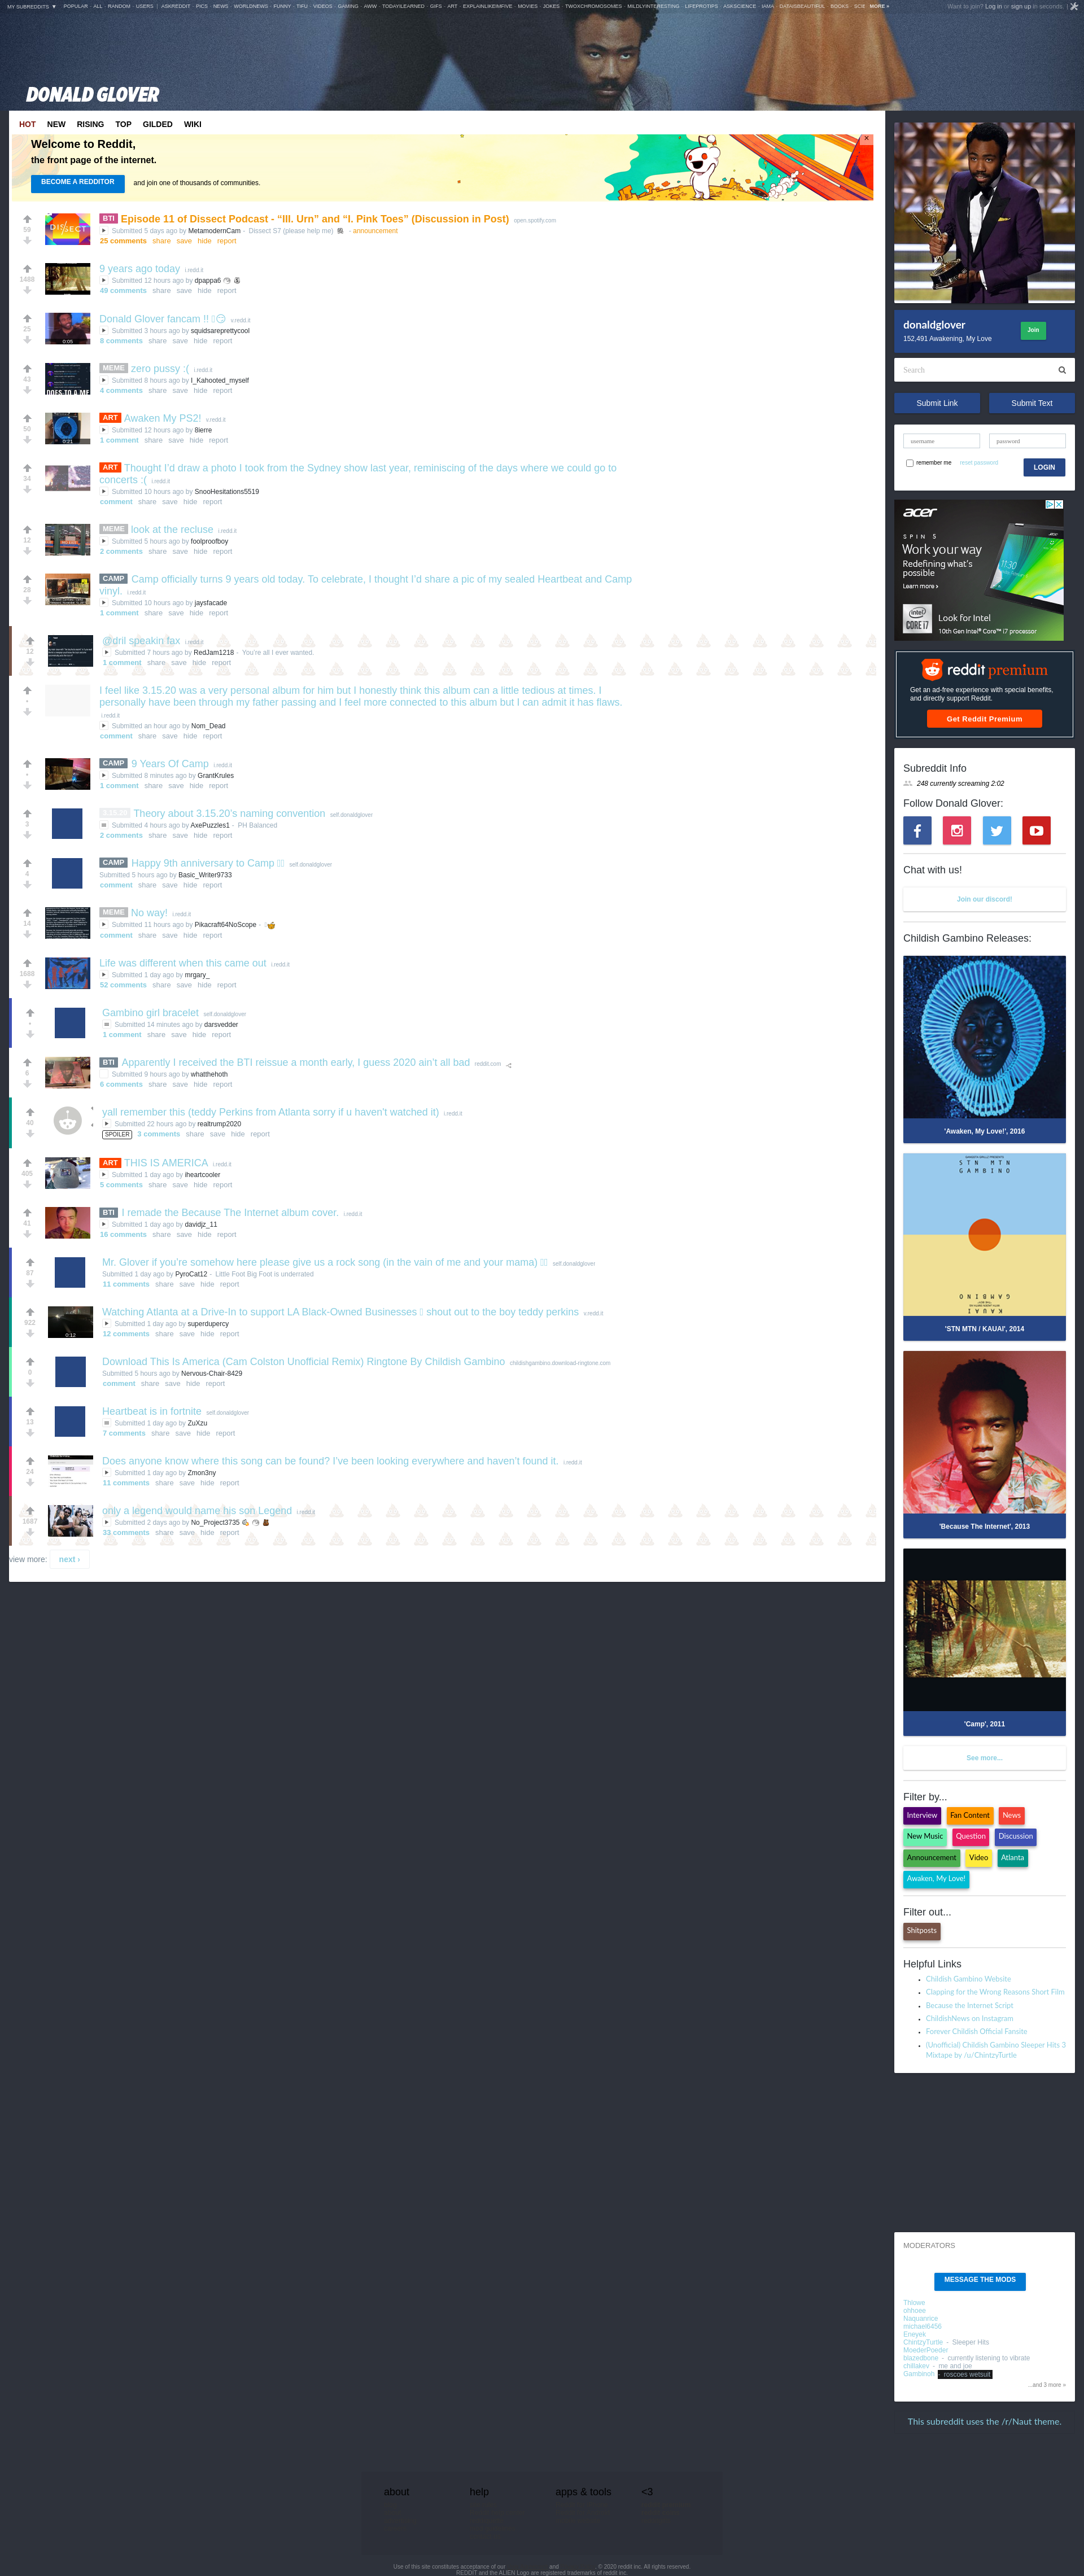 MY SUBREDDITS ▼ POPULAR - ALL - RANDOM - USERS | ASKREDDIT - PICS - NEWS - WORLDNEWS - FUNNY - TIFU - VIDEOS - GAMING - AWW - TODAYILEARNED - GIFS - ART - EXPLAINLIKEIMFIVE - MOVIES - JOKES - TWOXCHROMOSOMES - MILDLYINTERESTING - LIFEPROTIPS - ASKSCIENCE - IAMA - DATAISBEAUTIFUL - BOOKS - SCIE MORE »
Want to join? Log in or sign up in seconds. |
DONALD GLOVER
HOT NEW RISING TOP GILDED WIKI
Welcome to Reddit,
the front page of the internet.
BECOME A REDDITOR and join one of thousands of communities.
59
BTI Episode 11 of Dissect Podcast - “III. Urn” and “I. Pink Toes” (Discussion in Post) open.spotify.com
Submitted 5 days ago by MetamodernCam - Dissect S7 (please help me) - announcement
25 comments share save hide report
1488
9 years ago today i.redd.it
Submitted 12 hours ago by dpappa6
49 comments share save hide report
25
Donald Glover fancam !! 😏 v.redd.it
0:05
Submitted 3 hours ago by squidsareprettycool
8 comments share save hide report
43
MEME zero pussy :( i.redd.it
Submitted 8 hours ago by I_Kahooted_myself
4 comments share save hide report
50
ART Awaken My PS2! v.redd.it
0:21
Submitted 12 hours ago by 8ierre
1 comment share save hide report
34
ART Thought I’d draw a photo I took from the Sydney show last year, reminiscing of the days where we could go to
concerts :( i.redd.it
Submitted 10 hours ago by SnooHesitations5519
comment share save hide report
12
MEME look at the recluse i.redd.it
Submitted 5 hours ago by foolproofboy
2 comments share save hide report
28
CAMP Camp officially turns 9 years old today. To celebrate, I thought I’d share a pic of my sealed Heartbeat and Camp
vinyl. i.redd.it
Submitted 10 hours ago by jaysfacade
1 comment share save hide report
12
@dril speakin fax i.redd.it
Submitted 7 hours ago by RedJam1218 - You're all I ever wanted.
1 comment share save hide report
I feel like 3.15.20 was a very personal album for him but I honestly think this album can a little tedious at times. I
personally have been through my father passing and I feel more connected to this album but I can admit it has flaws.
i.redd.it
Submitted an hour ago by Nom_Dead
comment share save hide report
CAMP 9 Years Of Camp i.redd.it
Submitted 8 minutes ago by GrantKrules
1 comment share save hide report
3
3.15.20 Theory about 3.15.20's naming convention self.donaldglover
Submitted 4 hours ago by AxePuzzles1 - PH Balanced
2 comments share save hide report
4
CAMP Happy 9th anniversary to Camp self.donaldglover
Submitted 5 hours ago by Basic_Writer9733
comment share save hide report
14
MEME No way! i.redd.it
Submitted 11 hours ago by Pikacraft64NoScope -
comment share save hide report
1688
Life was different when this came out i.redd.it
Submitted 1 day ago by mrgary_
52 comments share save hide report
Gambino girl bracelet self.donaldglover
Submitted 14 minutes ago by darsvedder
1 comment share save hide report
6
BTI Apparently I received the BTI reissue a month early, I guess 2020 ain't all bad reddit.com
Submitted 9 hours ago by whatthehoth
6 comments share save hide report
40
yall remember this (teddy Perkins from Atlanta sorry if u haven't watched it) i.redd.it
Submitted 22 hours ago by realtrump2020
SPOILER 3 comments share save hide report
405
ART THIS IS AMERICA i.redd.it
Submitted 1 day ago by iheartcooler
5 comments share save hide report
41
BTI I remade the Because The Internet album cover. i.redd.it
Submitted 1 day ago by davidjz_11
16 comments share save hide report
87
Mr. Glover if you’re somehow here please give us a rock song (in the vain of me and your mama) self.donaldglover
Submitted 1 day ago by PyroCat12 - Little Foot Big Foot is underrated
11 comments share save hide report
922
Watching Atlanta at a Drive-In to support LA Black-Owned Businesses shout out to the boy teddy perkins v.redd.it
0:12
Submitted 1 day ago by superdupercy
12 comments share save hide report
0
Download This Is America (Cam Colston Unofficial Remix) Ringtone By Childish Gambino childishgambino.download-ringtone.com
Submitted 5 hours ago by Nervous-Chair-8429
comment share save hide report
13
Heartbeat is in fortnite self.donaldglover
Submitted 1 day ago by ZuXzu
7 comments share save hide report
24
Does anyone know where this song can be found? I’ve been looking everywhere and haven’t found it. i.redd.it
Submitted 1 day ago by Zmon3ny
11 comments share save hide report
1687
only a legend would name his son Legend i.redd.it
Submitted 2 days ago by No_Project3735
33 comments share save hide report
view more: next ›
donaldglover
Join
152,491 Awakening, My Love
Search
Submit Link Submit Text
username password
remember me reset password LOGIN
acer
SPIN 5
Work your way
Redefining what's
possible
Learn more ›
intel CORE i7
Look for Intel
10th Gen Intel® Core™ i7 processor
reddit premium
Get an ad-free experience with special benefits,
and directly support Reddit.
Get Reddit Premium
Subreddit Info
248 currently screaming 2:02
Follow Donald Glover:
Chat with us!
Join our discord!
Childish Gambino Releases:
'Awaken, My Love!', 2016
STN MTN
GAMBINO
'STN MTN / KAUAI', 2014
'Because The Internet', 2013
'Camp', 2011
See more...
Filter by...
Interview Fan Content News
New Music Question Discussion
Announcement Video Atlanta
Awaken, My Love!
Filter out...
Shitposts
Helpful Links
Childish Gambino Website
Clapping for the Wrong Reasons Short Film
Because the Internet Script
ChildishNews on Instagram
Forever Childish Official Fansite
(Unofficial) Childish Gambino Sleeper Hits 3
Mixtape by /u/ChintzyTurtle
MODERATORS
MESSAGE THE MODS
Thlowe
ohhoee
Naquanrice
michael6456
Eneyek
ChintzyTurtle - Sleeper Hits
MoederPoeder
blazedbone - currently listening to vibrate
chillakev - me and joe
Gambinoh - roscoes wetsuit
...and 3 more »
This subreddit uses the /r/Naut theme.
about help apps & tools <3
Use of this site constitutes acceptance of our and . © 2020 reddit inc. All rights reserved.
REDDIT and the ALIEN Logo are registered trademarks of reddit inc.